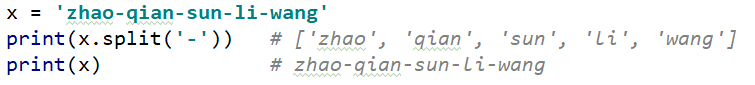 x = 'zhao-qian-sun-li-wang'
print(x.split('-'))   # ['zhao', 'qian', 'sun', 'li', 'wang']
print(x)              # zhao-qian-sun-li-wang